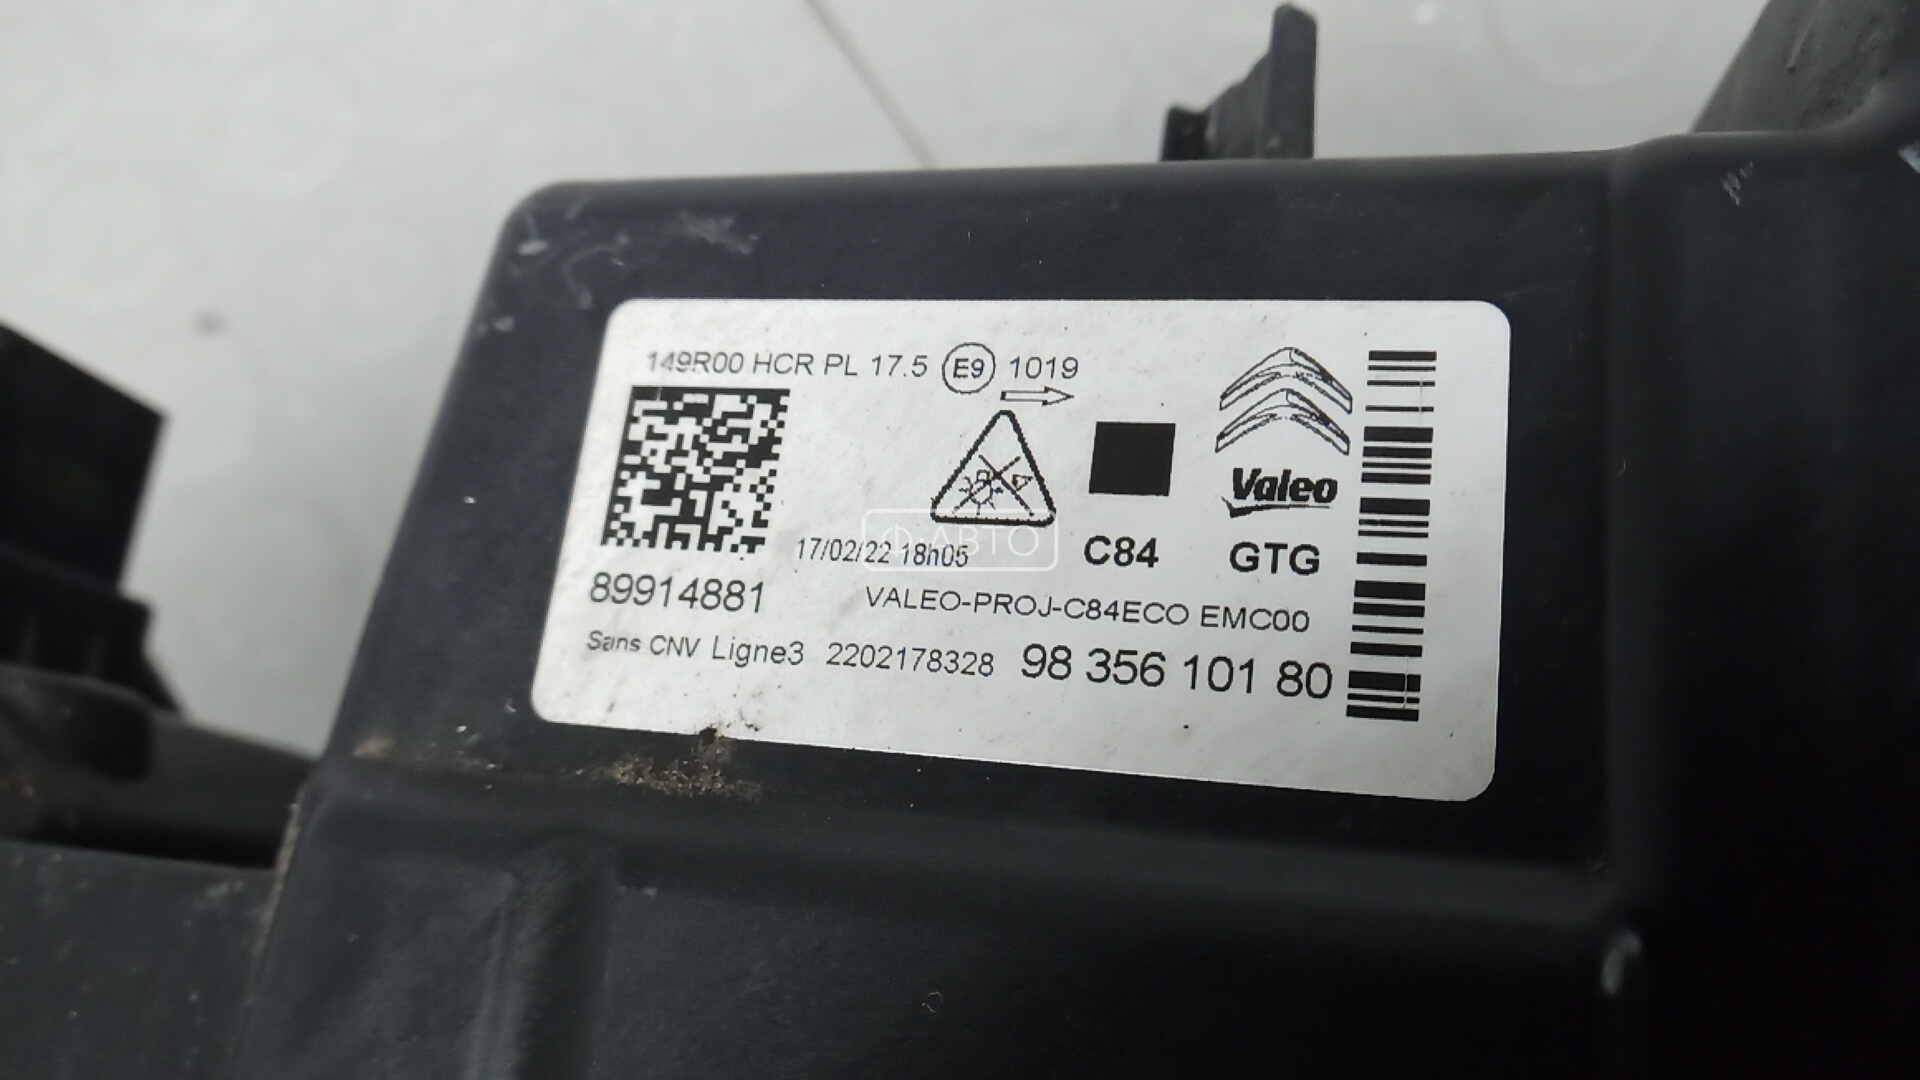 149R00 HCR PL 17.5 E9 1019
Valeo
C84 GTG
17/02/22 18h05
Ф-АВТО
89914881
VALEO-PROJ-C84ECO EMC00
Sans CNV Ligne3 2202178328 98 356 101 80